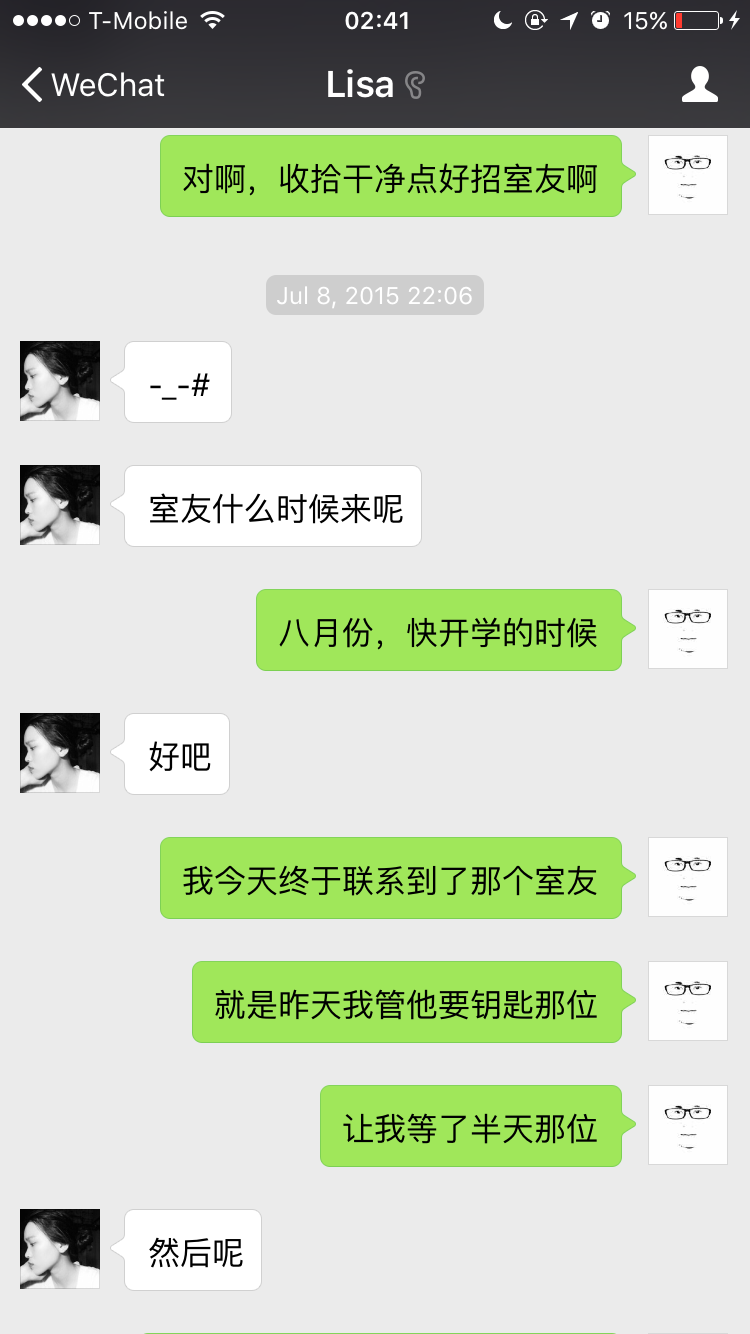 T-Mobile 02:41 15%
WeChat Lisa
对啊，收拾干净点好招室友啊
Jul 8, 2015 22:06
-_-#
室友什么时候来呢
八月份，快开学的时候
好吧
我今天终于联系到了那个室友
就是昨天我管他要钥匙那位
让我等了半天那位
然后呢